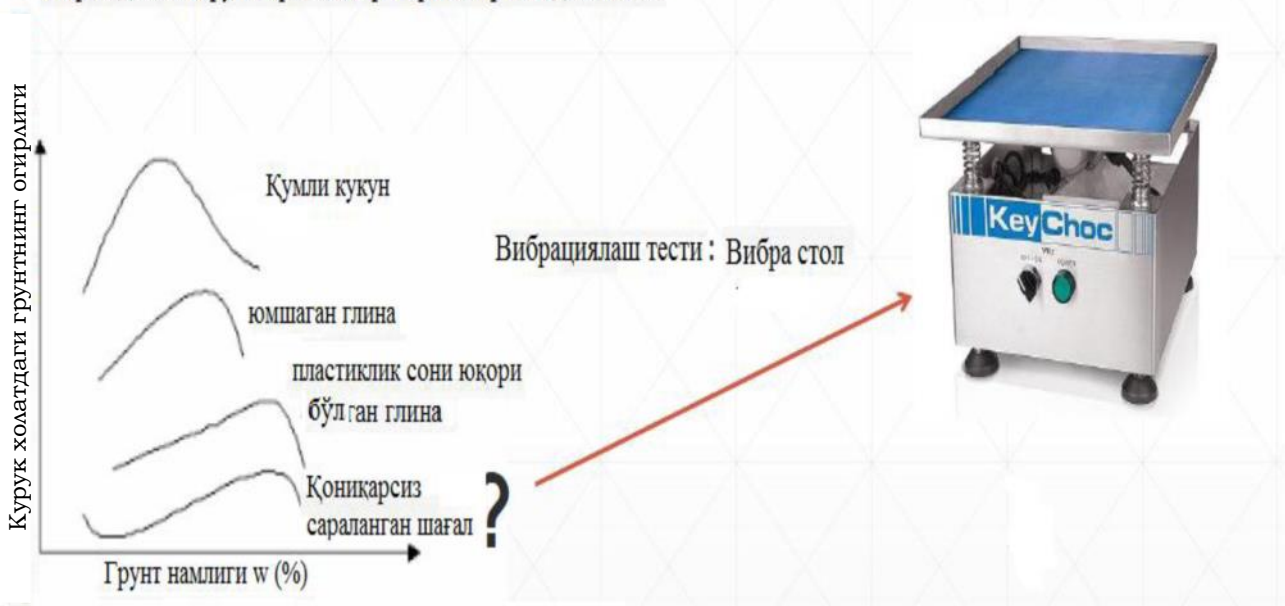 Курук холатдаги грунтнинг огирлиги
Қумли кукун
юмшаган глина
пластиклик сони юқори
бўлган глина
Қониқарсиз
сараланган шағал ?
Грунт намлиги w (%)
Вибрациялаш тести : Вибра стол
KeyChoc